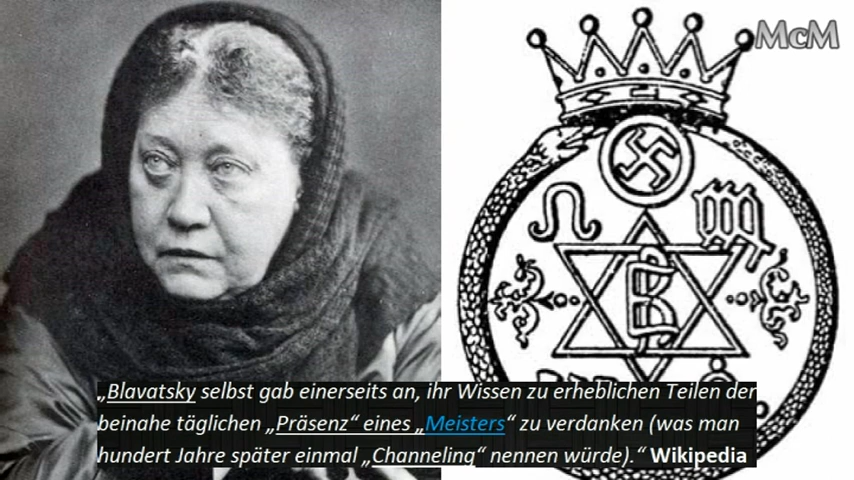 McM
„Blavatsky selbst gab einerseits an, ihr Wissen zu erheblichen Teilen der
beinahe täglichen „Präsenz“ eines „Meisters“ zu verdanken (was man
hundert Jahre später einmal „Channeling“ nennen würde).“ Wikipedia